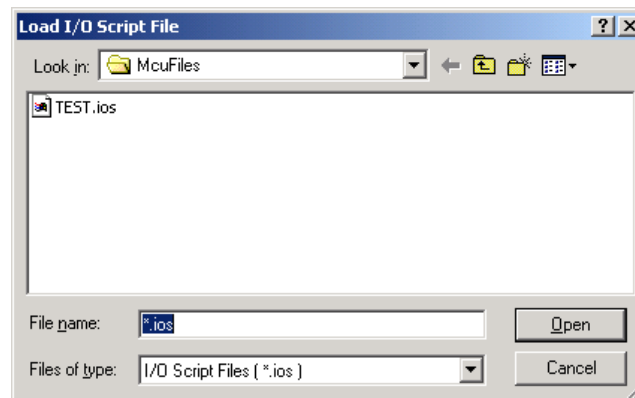 Load I/O Script File
Look in: McuFiles
TEST.ios
File name: *.ios Open
Files of type: I/O Script Files ( *.ios ) Cancel